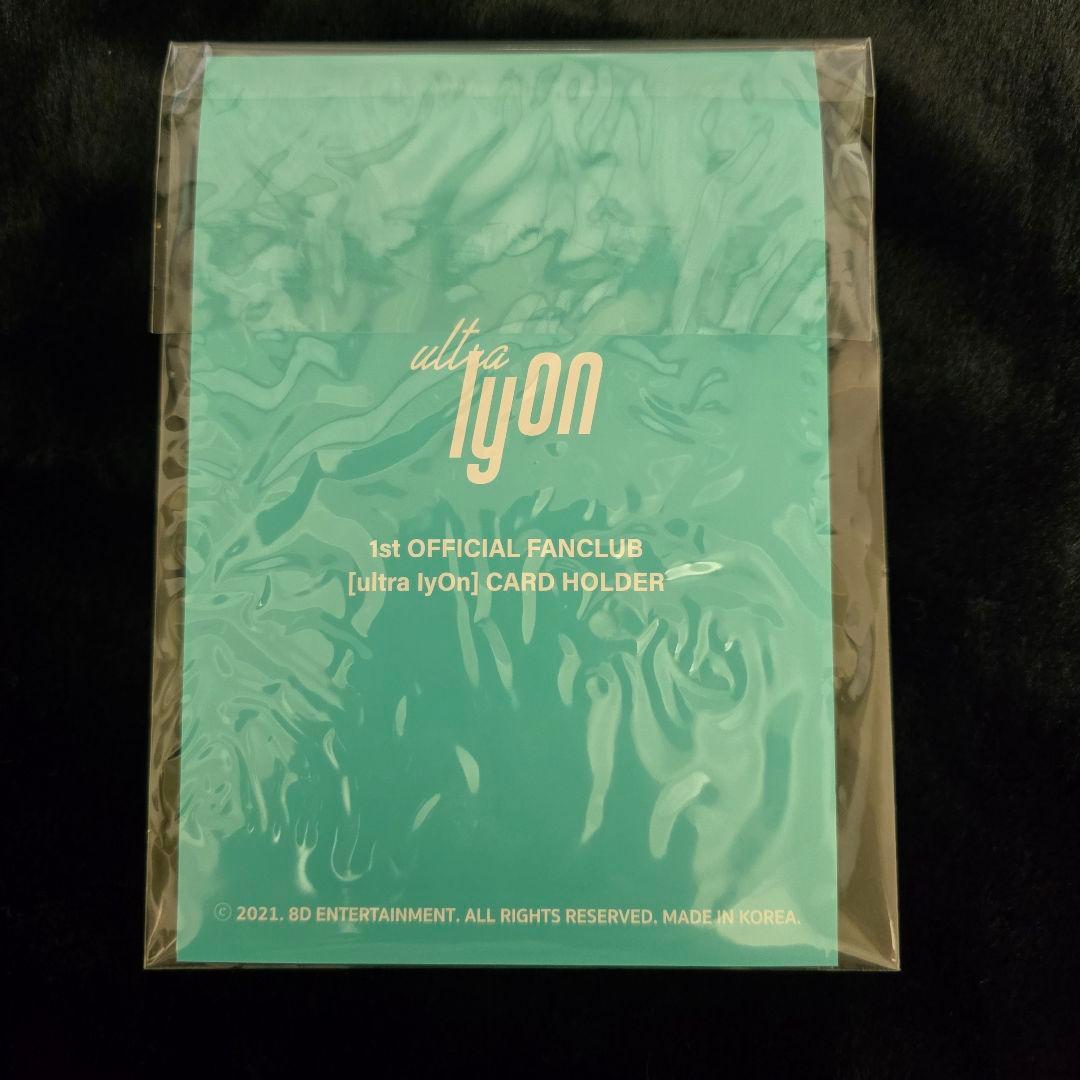 ultra
lyOn
1st OFFICIAL FANCLUB
[ultra lyOn] CARD HOLDER
ⓒ 2021. 8D ENTERTAINMENT. ALL RIGHTS RESERVED. MADE IN KOREA.